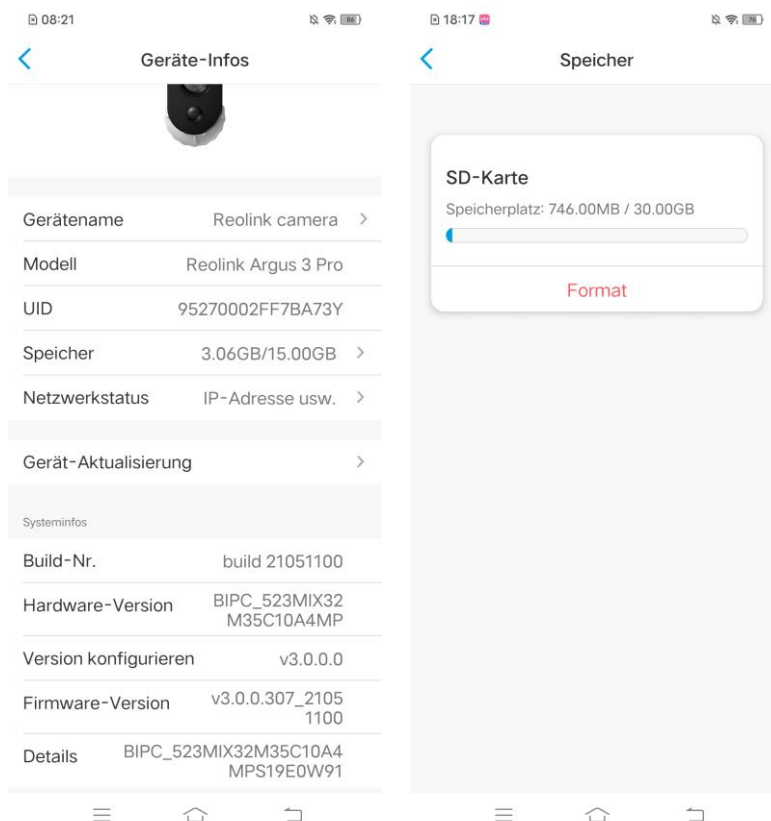 08:21
86
Geräte-Infos
Gerätename Reolink camera
Modell Reolink Argus 3 Pro
UID 95270002FF7BA73Y
Speicher 3.06GB/15.00GB
Netzwerkstatus IP-Adresse usw.
Gerät-Aktualisierung
Systeminfos
Build-Nr. build 21051100
Hardware-Version BIPC_523MIX32
M35C10A4MP
Version konfigurieren v3.0.0.0
Firmware-Version v3.0.0.307_2105
1100
Details BIPC_523MIX32M35C10A4
MPS19E0W91
18:17
76
Speicher
SD-Karte
Speicherplatz: 746.00MB / 30.00GB
Format